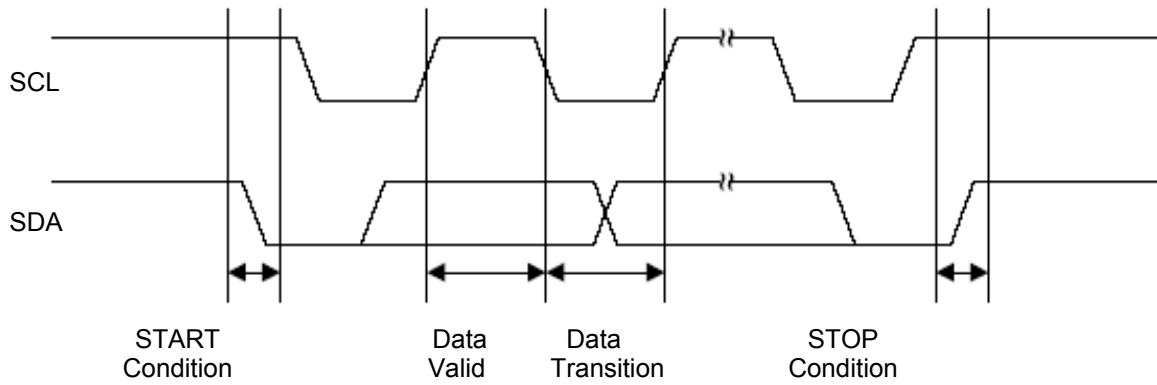 SCL
SDA
START
Condition
Data
Valid
Data
Transition
STOP
Condition